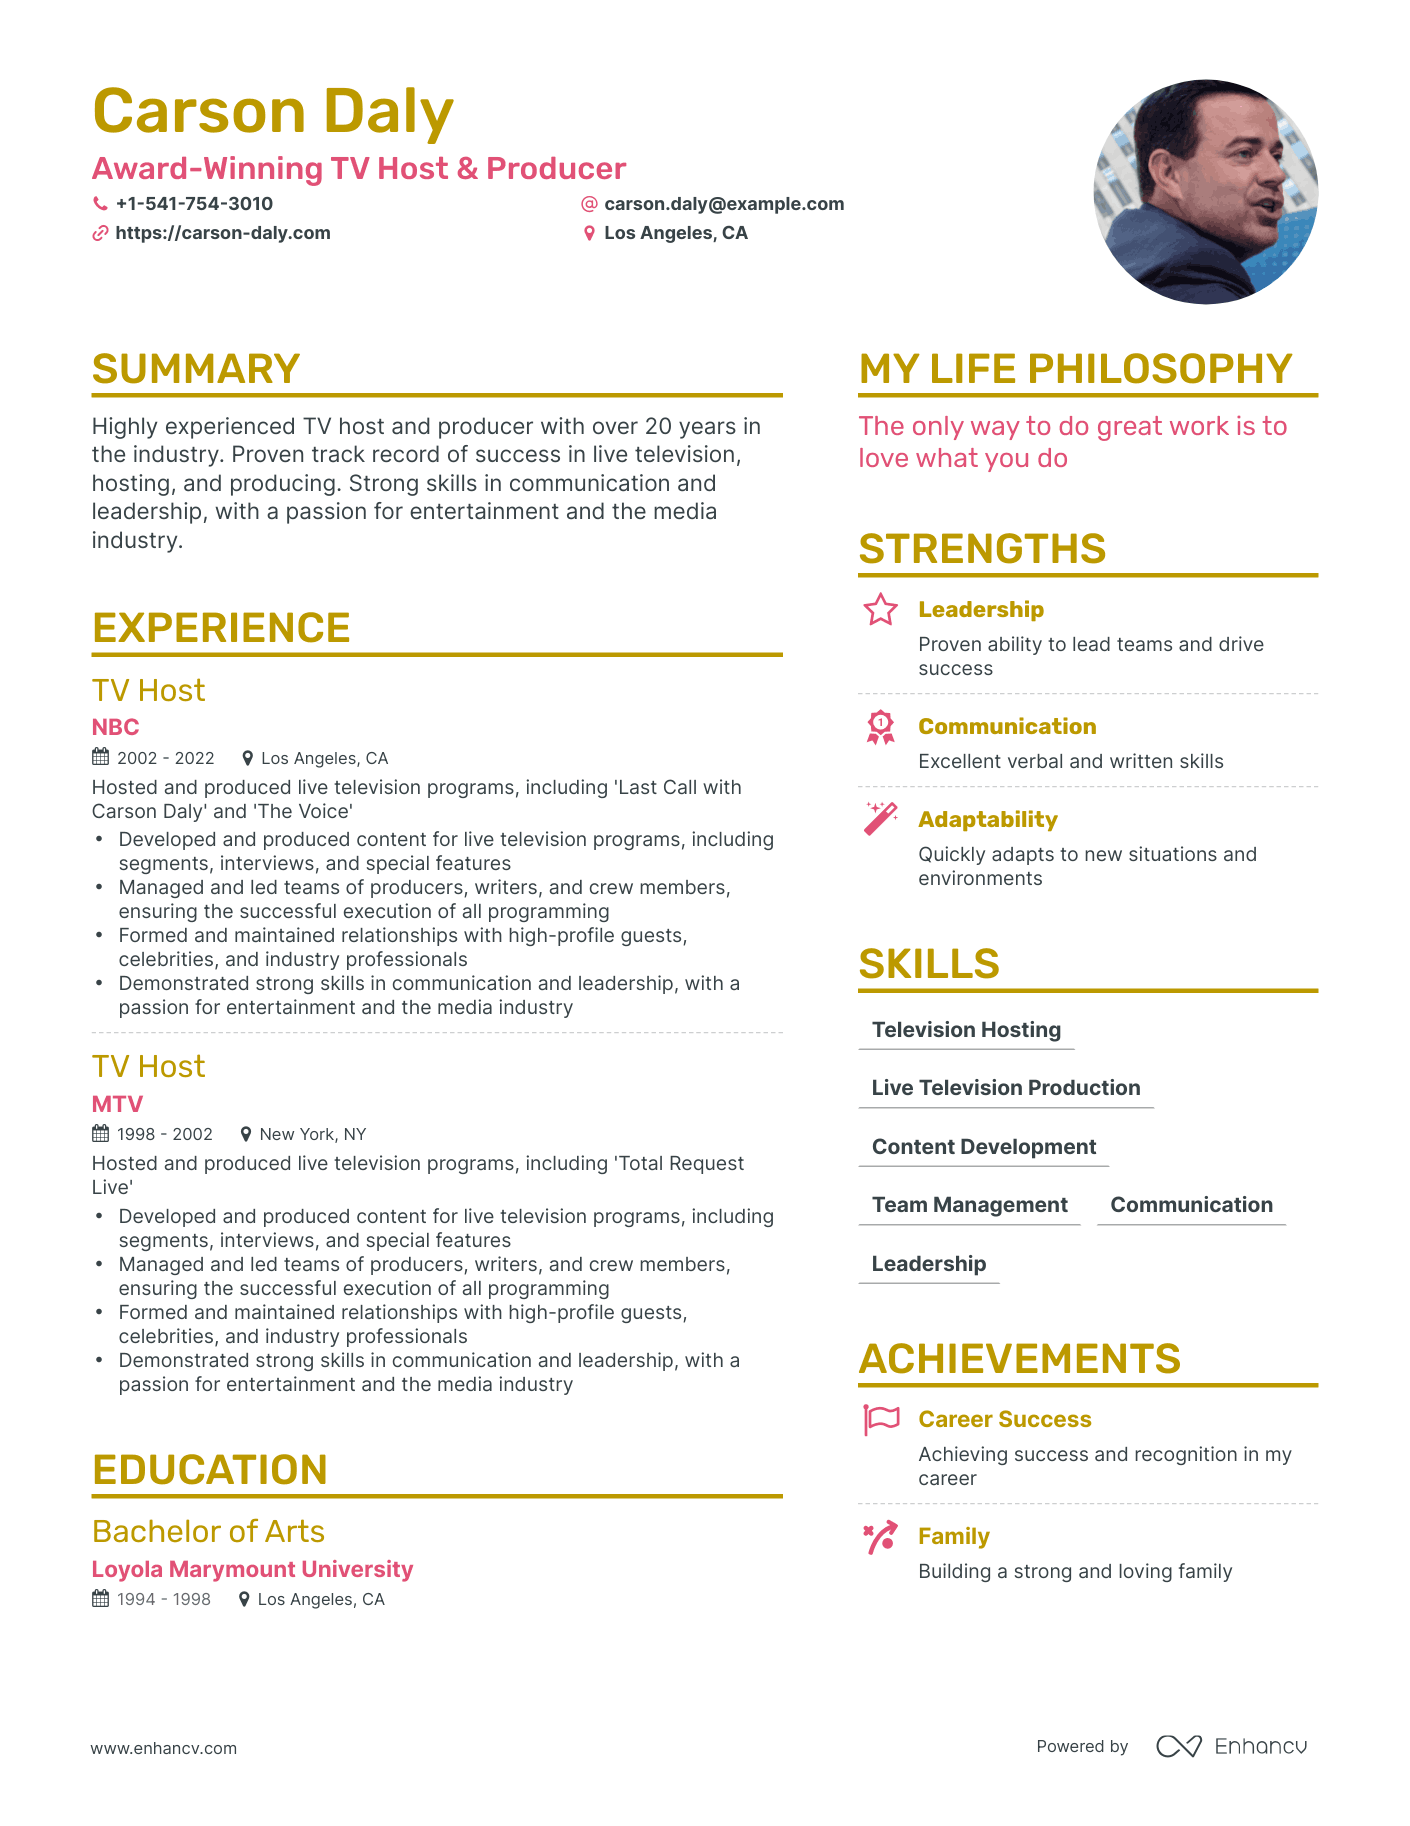 Carson Daly
Award-Winning TV Host & Producer
+1-541-754-3010
@ carson.daly@example.com
https://carson-daly.com
Los Angeles, CA
SUMMARY
Highly experienced TV host and producer with over 20 years in
the industry. Proven track record of success in live television,
hosting, and producing. Strong skills in communication and
leadership, with a passion for entertainment and the media
industry.
EXPERIENCE
TV Host
NBC
2002 - 2022
Los Angeles, CA
Hosted and produced live television programs, including 'Last Call with
Carson Daly' and 'The Voice'
• Developed and produced content for live television programs, including
segments, interviews, and special features
• Managed and led teams of producers, writers, and crew members,
ensuring the successful execution of all programming
• Formed and maintained relationships with high-profile guests,
celebrities, and industry professionals
• Demonstrated strong skills in communication and leadership, with a
passion for entertainment and the media industry
TV Host
MTV
1998 - 2002
New York, NY
Hosted and produced live television programs, including 'Total Request
Live'
• Developed and produced content for live television programs, including
segments, interviews, and special features
• Managed and led teams of producers, writers, and crew members,
ensuring the successful execution of all programming
• Formed and maintained relationships with high-profile guests,
celebrities, and industry professionals
• Demonstrated strong skills in communication and leadership, with a
passion for entertainment and the media industry
EDUCATION
Bachelor of Arts
Loyola Marymount University
1994 - 1998
Los Angeles, CA
MY LIFE PHILOSOPHY
The only way to do great work is to
love what you do
STRENGTHS
Leadership
Proven ability to lead teams and drive
success
1
Communication
Excellent verbal and written skills
Adaptability
Quickly adapts to new situations and
environments
SKILLS
Television Hosting
Live Television Production
Content Development
Team Management
Communication
Leadership
ACHIEVEMENTS
Career Success
Achieving success and recognition in my
career
Family
Building a strong and loving family
www.enhancv.com
Powered by
Enhancv